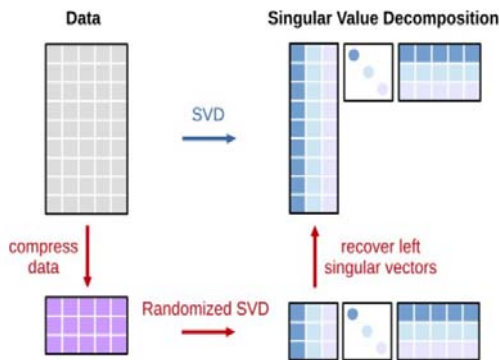 Data
Singular Value Decomposition
SVD
compress
data
recover left
singular vectors
Randomized SVD